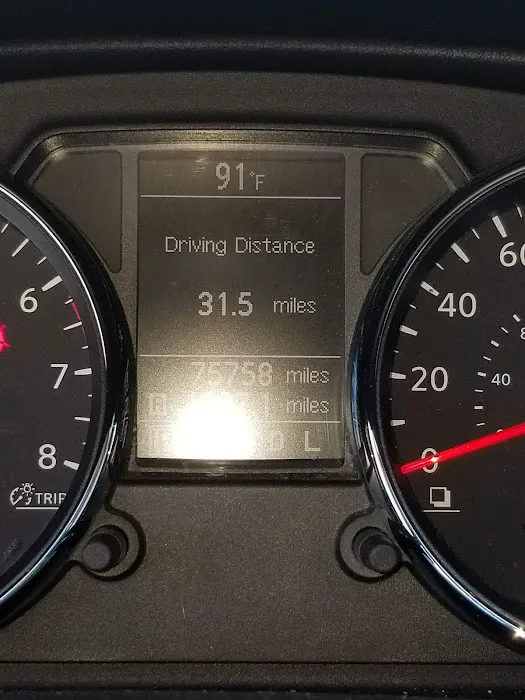 91°F
Driving Distance
31.5 miles
75758 miles
A miles
D L
6
7
8
TRIP
60
40
20
0
40